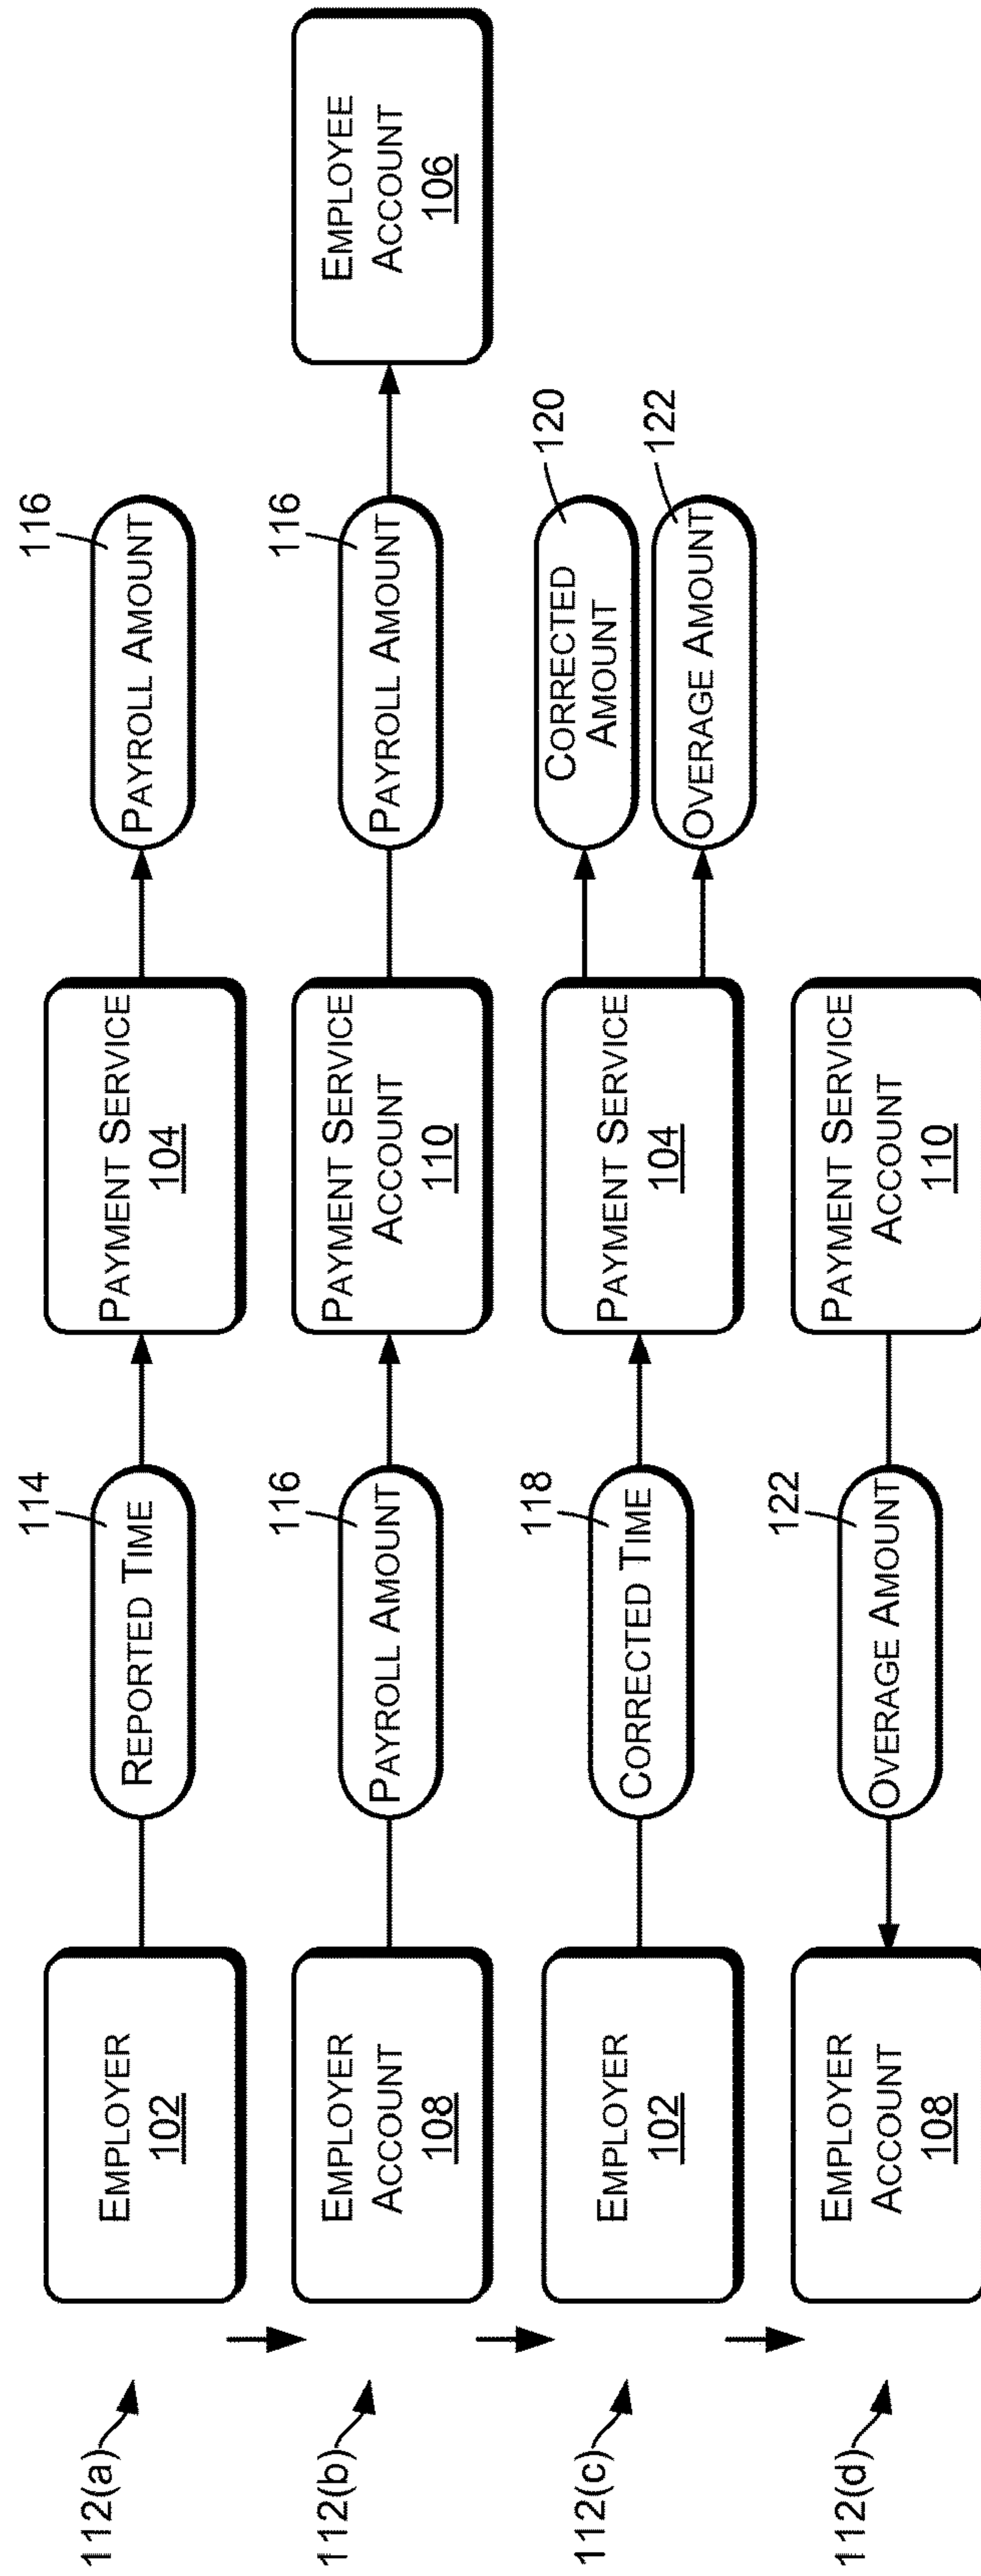 112(a)
EMPLOYER
102
114
REPORTED TIME
PAYMENT SERVICE
104
116
PAYROLL AMOUNT
112(b)
EMPLOYER
ACCOUNT
108
116
PAYROLL AMOUNT
PAYMENT SERVICE
ACCOUNT
110
116
PAYROLL AMOUNT
EMPLOYEE
ACCOUNT
106
112(c)
EMPLOYER
102
118
CORRECTED TIME
PAYMENT SERVICE
104
CORRECTED
AMOUNT
120
OVERAGE AMOUNT
122
112(d)
EMPLOYER
ACCOUNT
108
122
OVERAGE AMOUNT
PAYMENT SERVICE
ACCOUNT
110